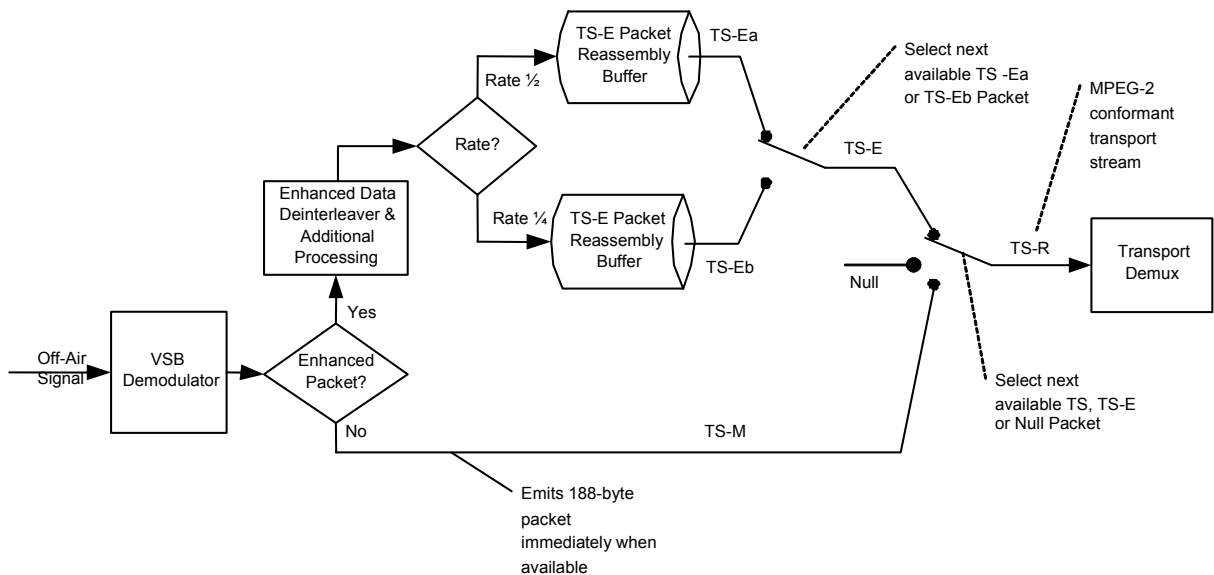 TS-E Packet
Reassembly
Buffer
TS-Ea
Select next
available TS -Ea
or TS-Eb Packet
MPEG-2
conformant
transport
stream
Rate ½
Rate?
TS-E
Enhanced Data
Deinterleaver &
Additional
Processing
Rate ¼
TS-E Packet
Reassembly
Buffer
TS-Eb
TS-R
Transport
Demux
Null
Yes
Off-Air
Signal
VSB
Demodulator
Enhanced
Packet?
Select next
available TS, TS-E
or Null Packet
No
TS-M
Emits 188-byte
packet
immediately when
available